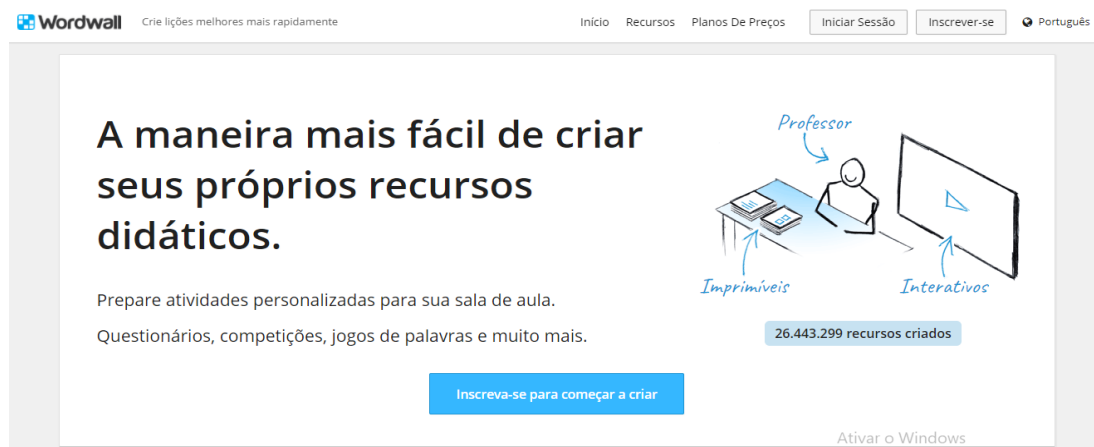 Wordwall Crie lições melhores mais rapidamente Início Recursos Planos De Preços Iniciar Sessão Inscrever-se Português
A maneira mais fácil de criar
seus próprios recursos
didáticos.
Prepare atividades personalizadas para sua sala de aula.
Questionários, competições, jogos de palavras e muito mais.
Professor
Imprimíveis
Interativos
26.443.299 recursos criados
Inscreva-se para começar a criar
Ativar o Windows